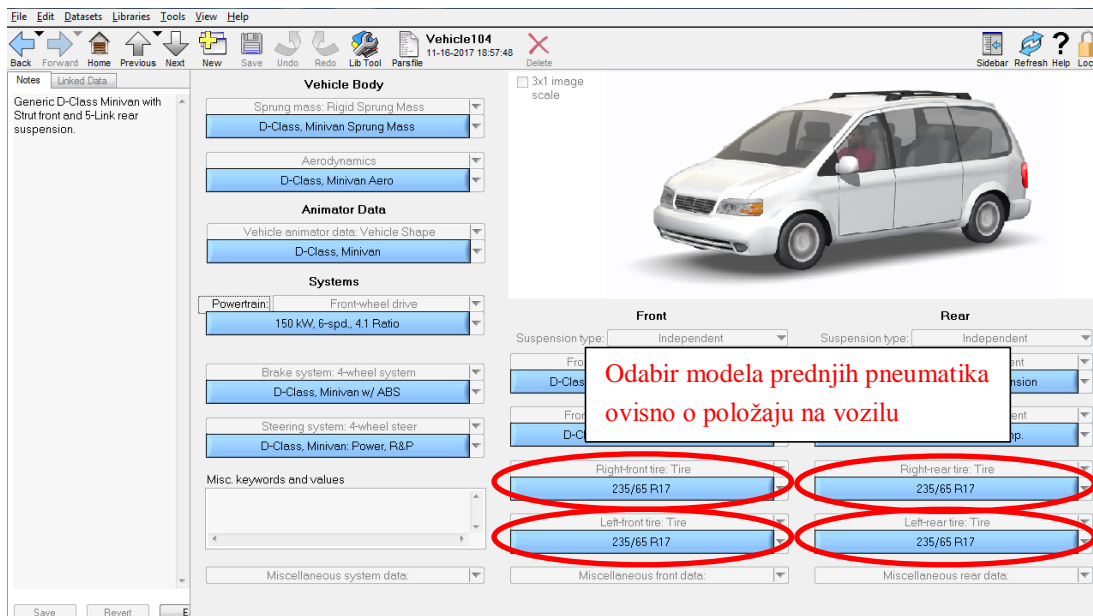 File Edit Datasets Libraries Tools View Help
Back Forward Home Previous Next New Save Undo Redo Lib Tool Parsfile
Vehicle104
11-16-2017 18:57:48
Delete
Sidebar Refresh Help
Notes Linked Data
Generic D-Class Minivan with
Strut front and 5-Link rear
suspension.
Save Revert
Vehicle Body
Sprung mass: Rigid Sprung Mass
D-Class, Minivan Sprung Mass
Aerodynamics
D-Class, Minivan Aero
Animator Data
Vehicle animator data: Vehicle Shape
D-Class, Minivan
Systems
Powertrain: Front-wheel drive
150 kW, 6-spd., 4.1 Ratio
Brake system: 4-wheel system
D-Class, Minivan w/ ABS
Steering system: 4-wheel steer
D-Class, Minivan: Power, R&P
Misc. keywords and values
Miscellaneous system data:
3x1 image
scale
Front
Suspension type: Independent
Odabir modela prednjih pneumatika
ovisno o položaju na vozilu
Right-front tire: Tire
235/65 R17
Left-front tire: Tire
235/65 R17
Miscellaneous front data:
Rear
Suspension type: Independent
Right-rear tire: Tire
235/65 R17
Left-rear tire: Tire
235/65 R17
Miscellaneous rear data: